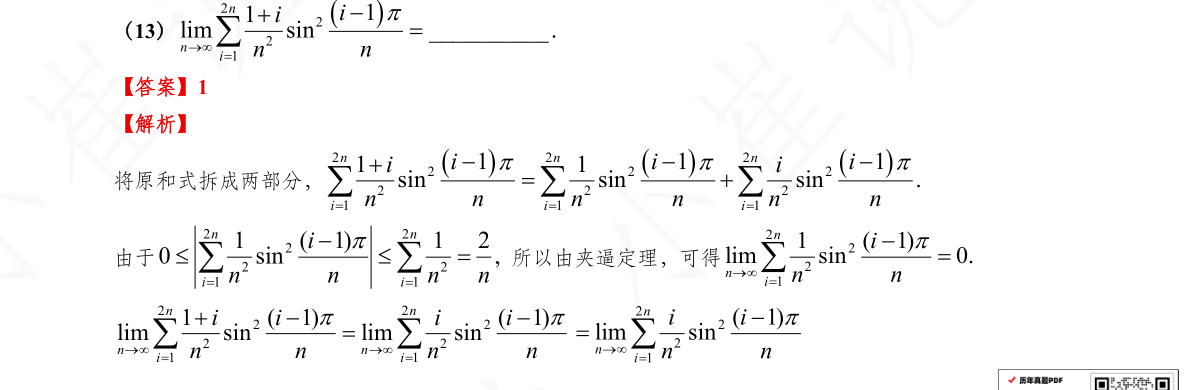 （13）$\lim_{n\to\infty}\sum_{i=1}^{2n}\frac{1+i}{n^2}\sin^2\frac{(i-1)\pi}{n}=$ ___________.
【答案】1
【解析】
将原和式拆成两部分，$\sum_{i=1}^{2n}\frac{1+i}{n^2}\sin^2\frac{(i-1)\pi}{n}=\sum_{i=1}^{2n}\frac{1}{n^2}\sin^2\frac{(i-1)\pi}{n}+\sum_{i=1}^{2n}\frac{i}{n^2}\sin^2\frac{(i-1)\pi}{n}.$
由于$0\le\left|\sum_{i=1}^{2n}\frac{1}{n^2}\sin^2\frac{(i-1)\pi}{n}\right|\le\sum_{i=1}^{2n}\frac{1}{n^2}=\frac{2}{n},$ 所以由夹逼定理，可得$\lim_{n\to\infty}\sum_{i=1}^{2n}\frac{1}{n^2}\sin^2\frac{(i-1)\pi}{n}=0.$
$\lim_{n\to\infty}\sum_{i=1}^{2n}\frac{1+i}{n^2}\sin^2\frac{(i-1)\pi}{n}=\lim_{n\to\infty}\sum_{i=1}^{2n}\frac{i}{n^2}\sin^2\frac{(i-1)\pi}{n}=\lim_{n\to\infty}\sum_{i=1}^{2n}\frac{i}{n^2}\sin^2\frac{(i-1)\pi}{n}$
历年真题PDF